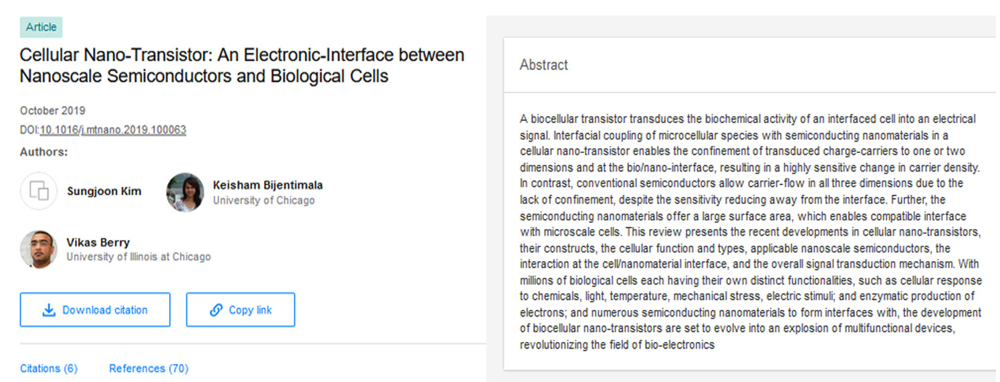 Article
Cellular Nano-Transistor: An Electronic-Interface between
Nanoscale Semiconductors and Biological Cells
October 2019
DOI:10.1016/j.mtnano.2019.100063
Authors:
Sungjoon Kim
Keisham Bijentimala
University of Chicago
Vikas Berry
University of Illinois at Chicago
Download citation
Copy link
Citations (6)
References (70)
Abstract
A biocellular transistor transduces the biochemical activity of an interfaced cell into an electrical
signal. Interfacial coupling of microcellular species with semiconducting nanomaterials in a
cellular nano-transistor enables the confinement of transduced charge-carriers to one or two
dimensions and at the bio/nano-interface, resulting in a highly sensitive change in carrier density.
In contrast, conventional semiconductors allow carrier-flow in all three dimensions due to the
lack of confinement, despite the sensitivity reducing away from the interface. Further, the
semiconducting nanomaterials offer a large surface area, which enables compatible interface
with microscale cells. This review presents the recent developments in cellular nano-transistors,
their constructs, the cellular function and types, applicable nanoscale semiconductors, the
interaction at the cell/nanomaterial interface, and the overall signal transduction mechanism. With
millions of biological cells each having their own distinct functionalities, such as cellular response
to chemicals, light, temperature, mechanical stress, electric stimuli; and enzymatic production of
electrons; and numerous semiconducting nanomaterials to form interfaces with, the development
of biocellular nano-transistors are set to evolve into an explosion of multifunctional devices,
revolutionizing the field of bio-electronics